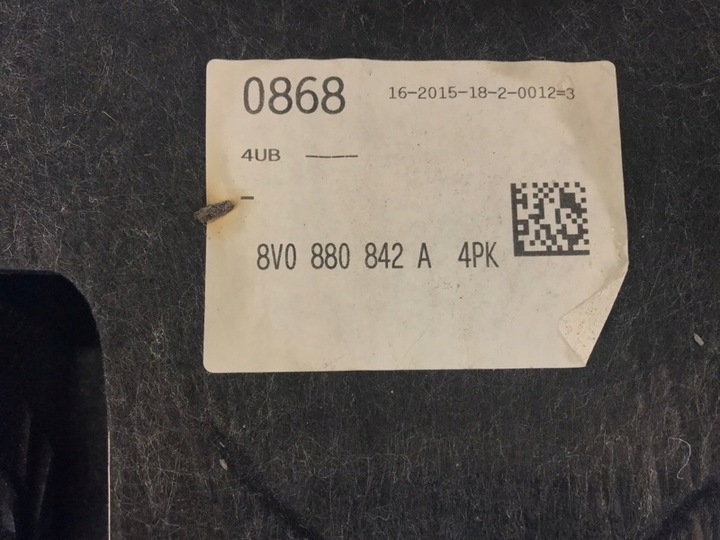 0868 16-2015-18-2-0012=3
4UB ————
–
8V0 880 842 A 4PK